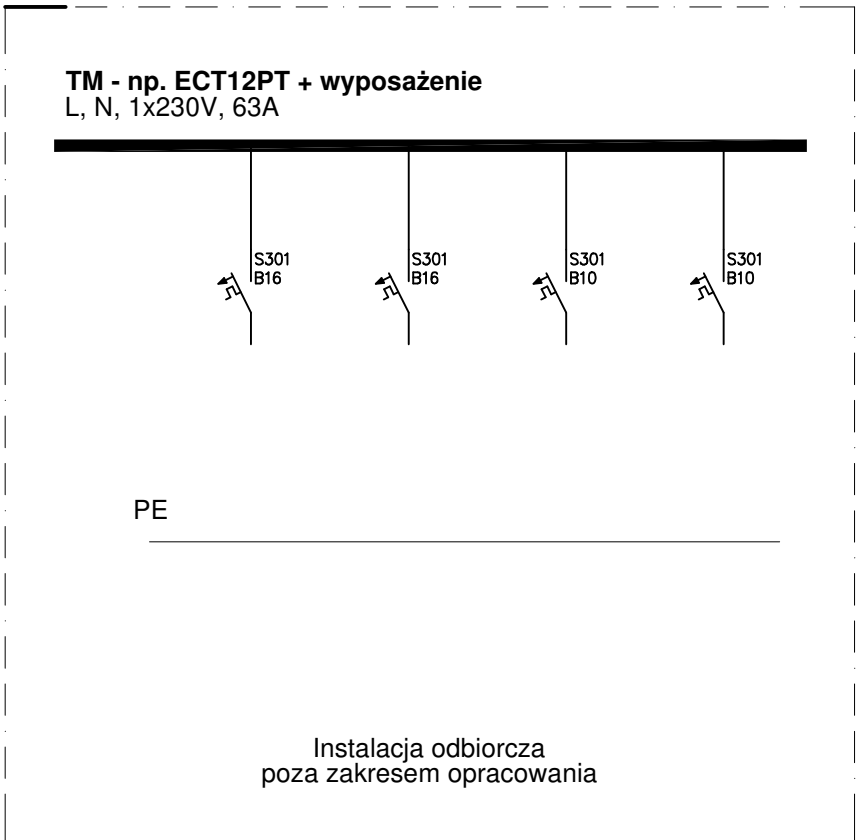 TM - np. ECT12PT + wyposażenie
L, N, 1x230V, 63A
S301
B16
S301
B16
S301
B10
S301
B10
PE
Instalacja odbiorcza
poza zakresem opracowania